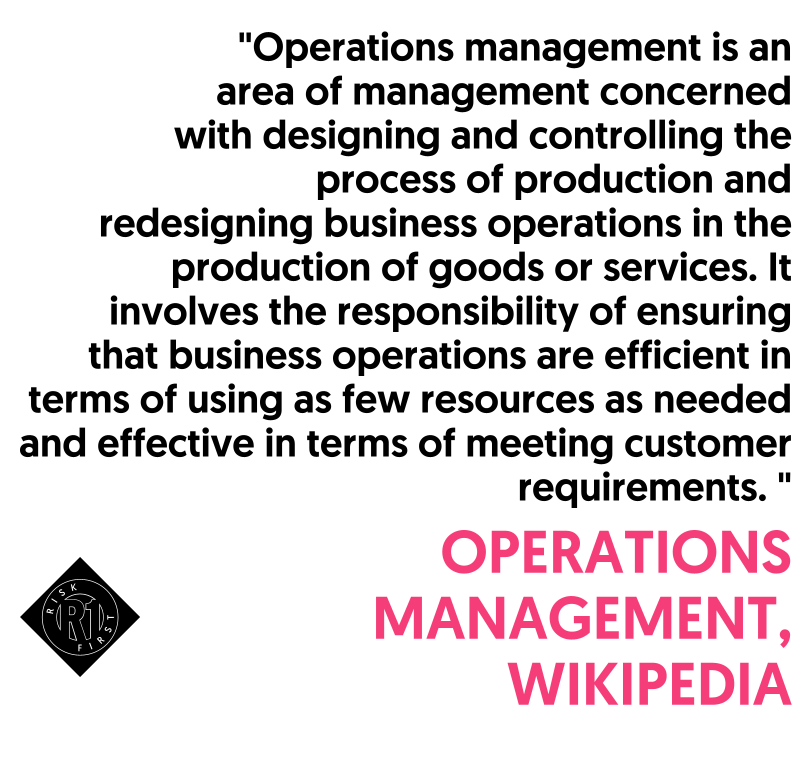 "Operations management is an
area of management concerned
with designing and controlling the
process of production and
redesigning business operations in the
production of goods or services. It
involves the responsibility of ensuring
that business operations are efficient in
terms of using as few resources as needed
and effective in terms of meeting customer
requirements. "
OPERATIONS
MANAGEMENT,
WIKIPEDIA
RISK
R1
FIRST